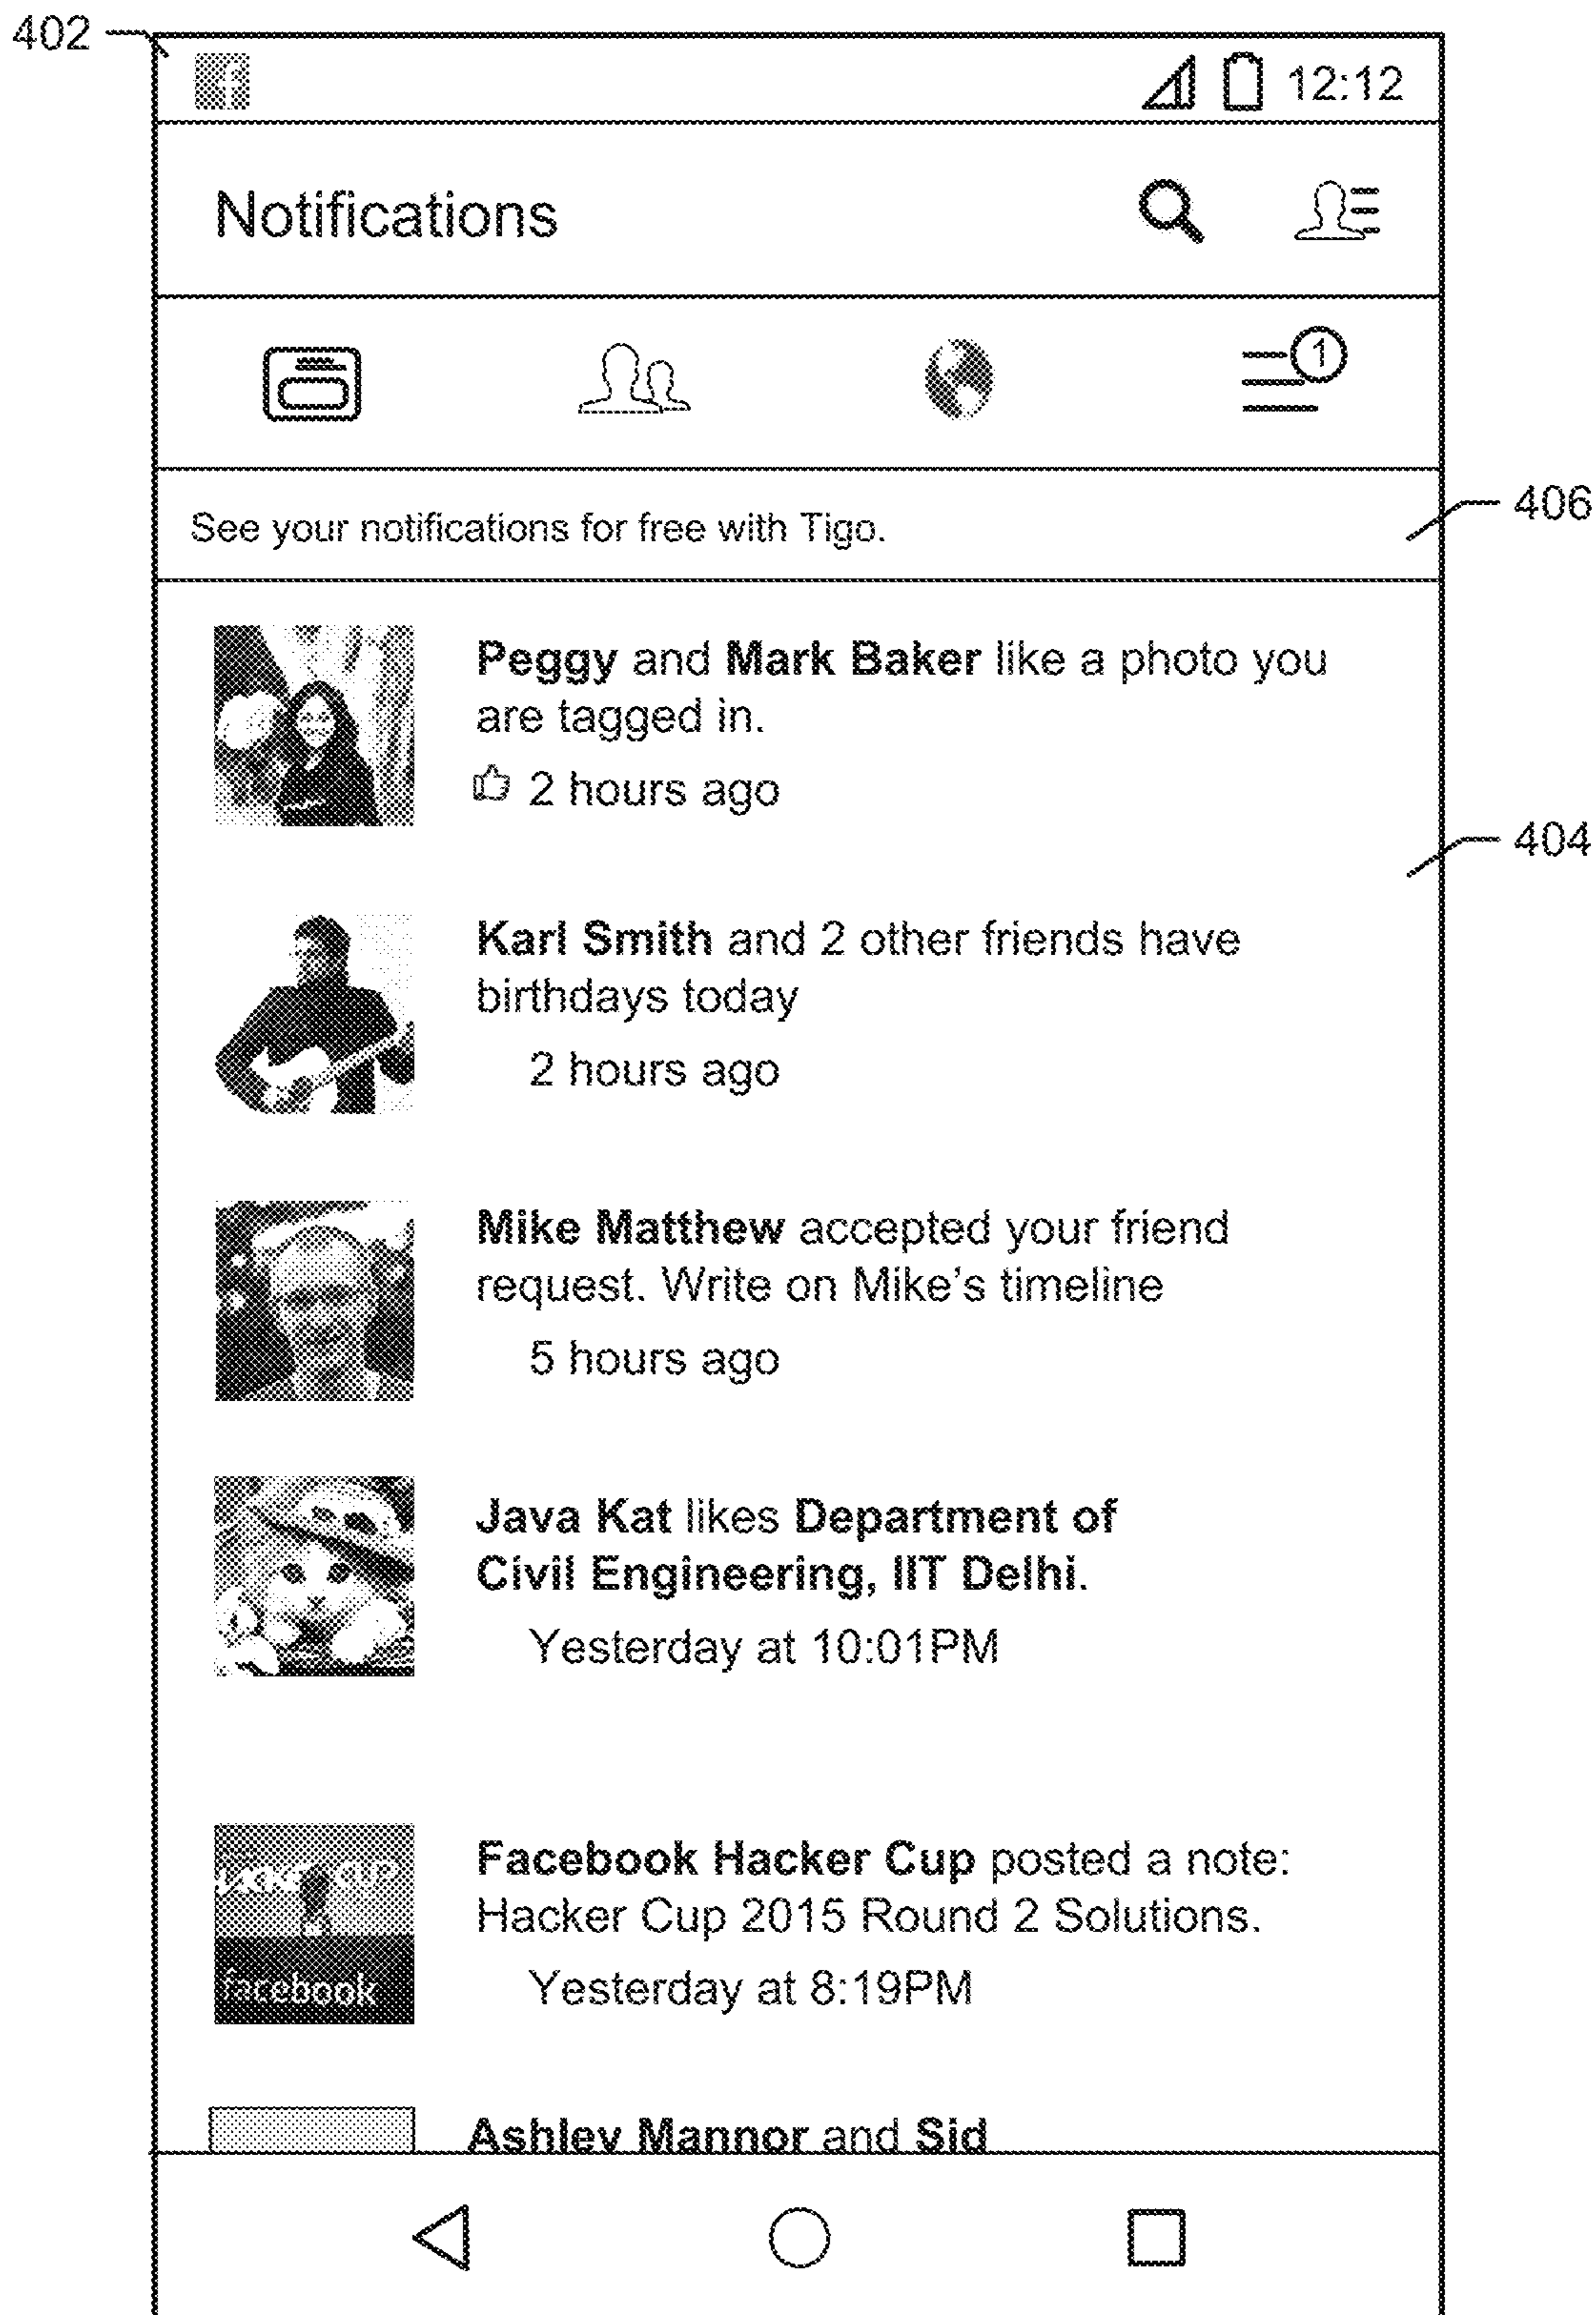 402
f
12:12
Notifications
1
See your notifications for free with Tigo.
406
Peggy and Mark Baker like a photo you
are tagged in.
2 hours ago
404
Karl Smith and 2 other friends have
birthdays today
2 hours ago
Mike Matthew accepted your friend
request. Write on Mike's timeline
5 hours ago
Java Kat likes Department of
Civil Engineering, IIT Delhi.
Yesterday at 10:01PM
HACKER CUP
facebook
Facebook Hacker Cup posted a note:
Hacker Cup 2015 Round 2 Solutions.
Yesterday at 8:19PM
Ashley Mannor and Sid